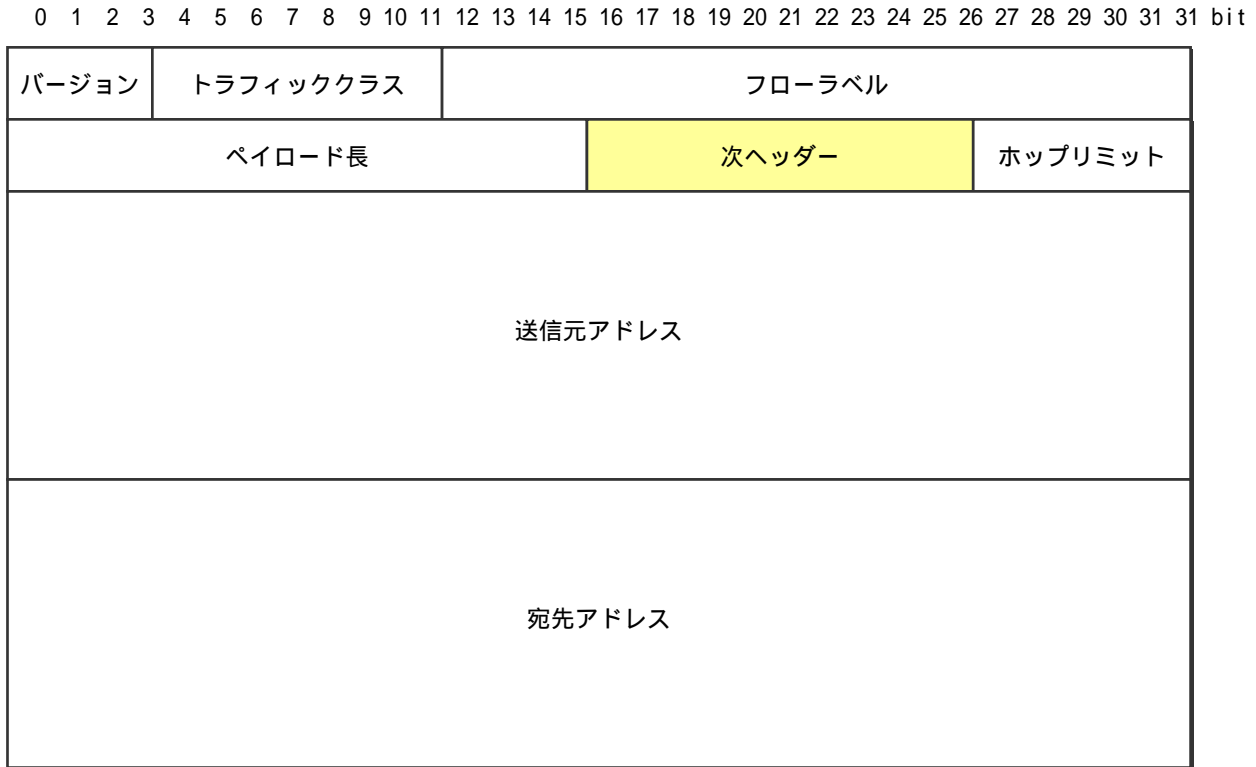 0 1 2 3 4 5 6 7 8 9 10 11 12 13 14 15 16 17 18 19 20 21 22 23 24 25 26 27 28 29 30 31 31 bit
バージョン トラフィッククラス フローラベル
ペイロード長 次ヘッダー ホップリミット
送信元アドレス
宛先アドレス